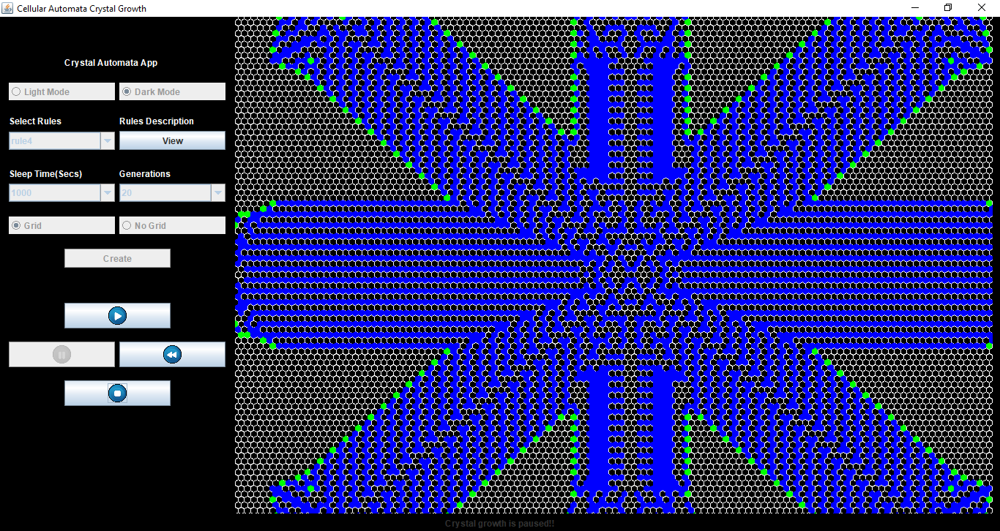 Cellular Automata Crystal Growth
Crystal Automata App
Light Mode
Dark Mode
Select Rules
Rules Description
rule4
View
Sleep Time(Secs)
Generations
1000
20
Grid
No Grid
Create
Crystal growth is paused!!